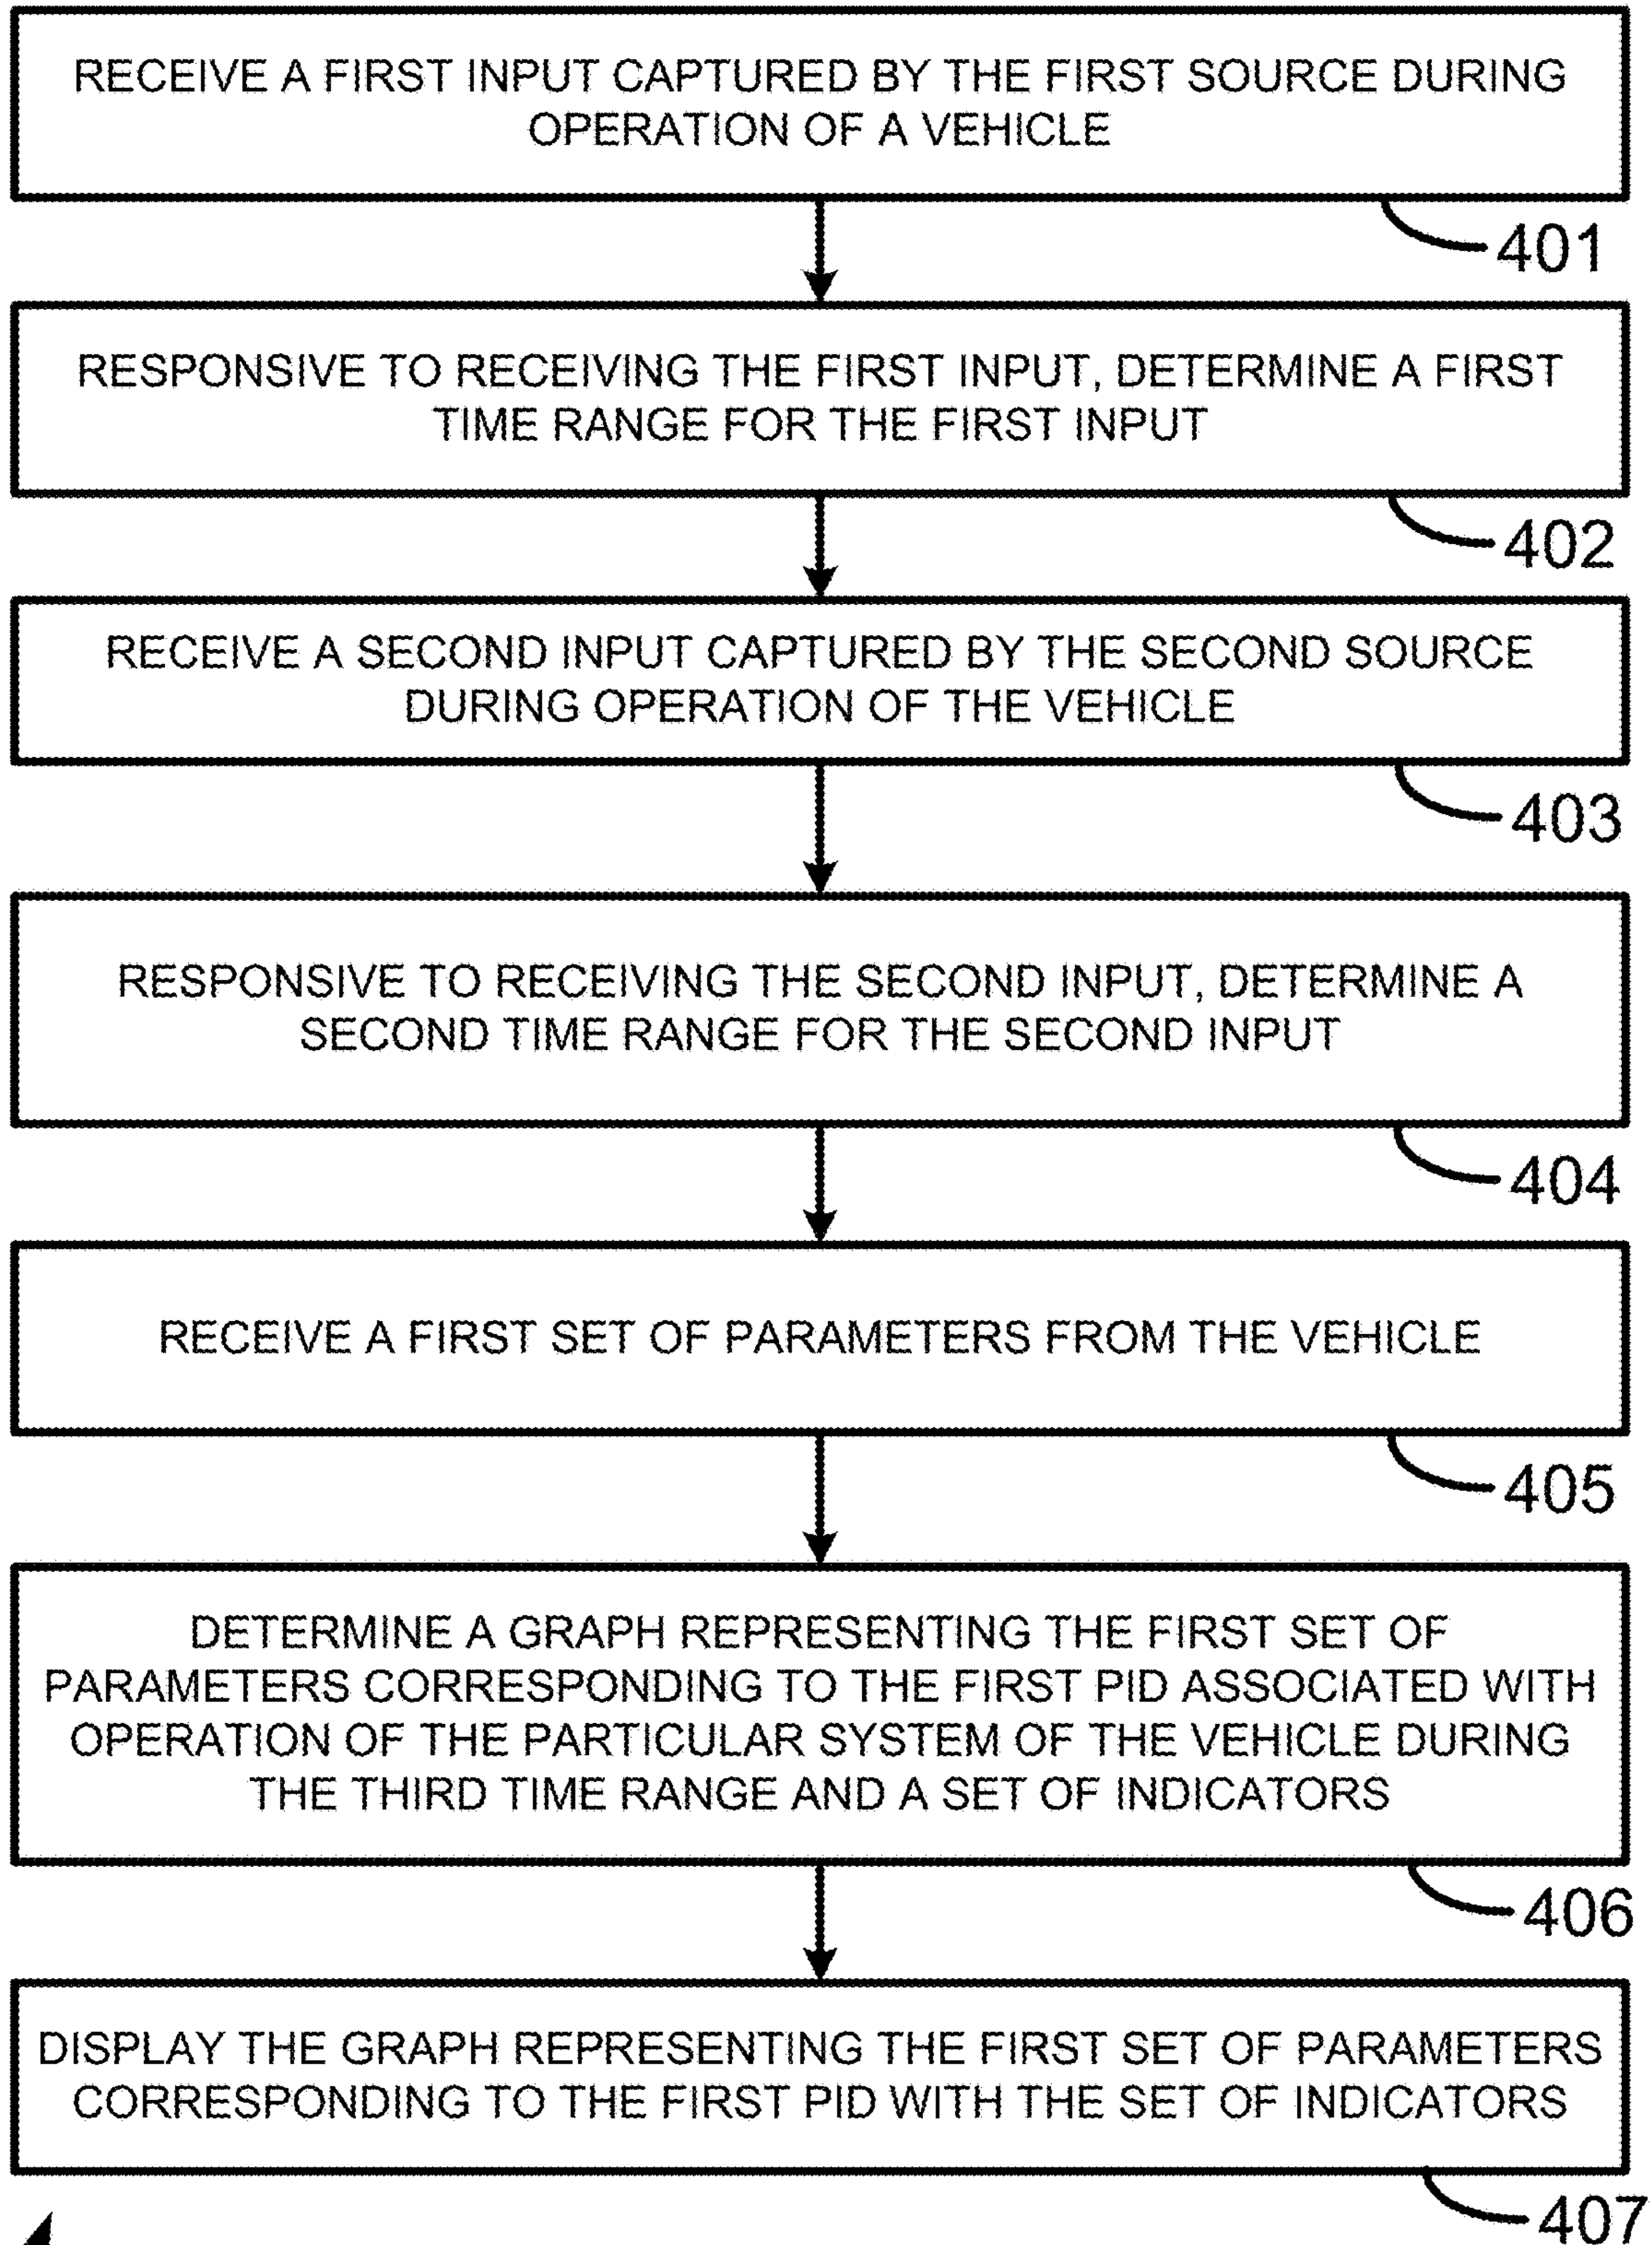 RECEIVE A FIRST INPUT CAPTURED BY THE FIRST SOURCE DURING
OPERATION OF A VEHICLE
401
RESPONSIVE TO RECEIVING THE FIRST INPUT, DETERMINE A FIRST
TIME RANGE FOR THE FIRST INPUT
402
RECEIVE A SECOND INPUT CAPTURED BY THE SECOND SOURCE
DURING OPERATION OF THE VEHICLE
403
RESPONSIVE TO RECEIVING THE SECOND INPUT, DETERMINE A
SECOND TIME RANGE FOR THE SECOND INPUT
404
RECEIVE A FIRST SET OF PARAMETERS FROM THE VEHICLE
405
DETERMINE A GRAPH REPRESENTING THE FIRST SET OF
PARAMETERS CORRESPONDING TO THE FIRST PID ASSOCIATED WITH
OPERATION OF THE PARTICULAR SYSTEM OF THE VEHICLE DURING
THE THIRD TIME RANGE AND A SET OF INDICATORS
406
DISPLAY THE GRAPH REPRESENTING THE FIRST SET OF PARAMETERS
CORRESPONDING TO THE FIRST PID WITH THE SET OF INDICATORS
407